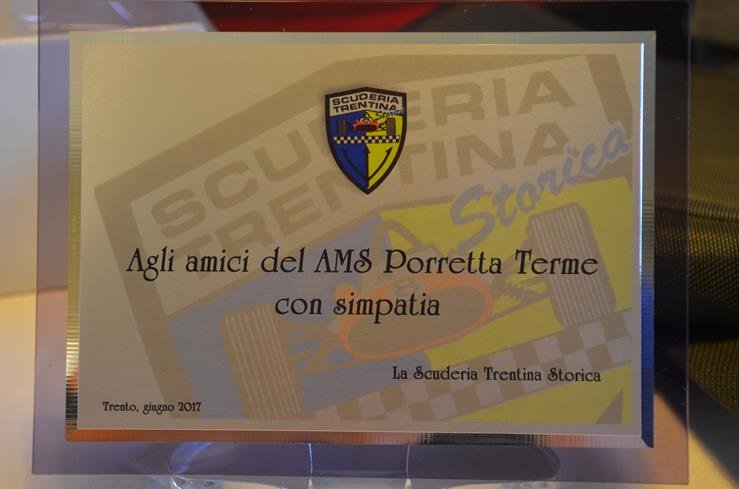 SCUDERIA
TRENTINA
Storica
SCUDERIA
TRENTINA
Storica
Agli amici del AMS Porretta Terme
con simpatia
La Scuderia Trentina Storica
Trento, giugno 2017